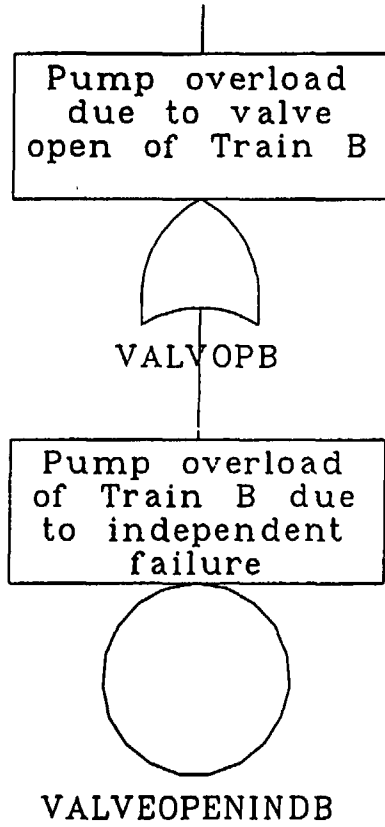 Pump overload
due to valve
open of Train B
VALVOPB
Pump overload
of Train B due
to independent
failure
VALVEOPENINDB